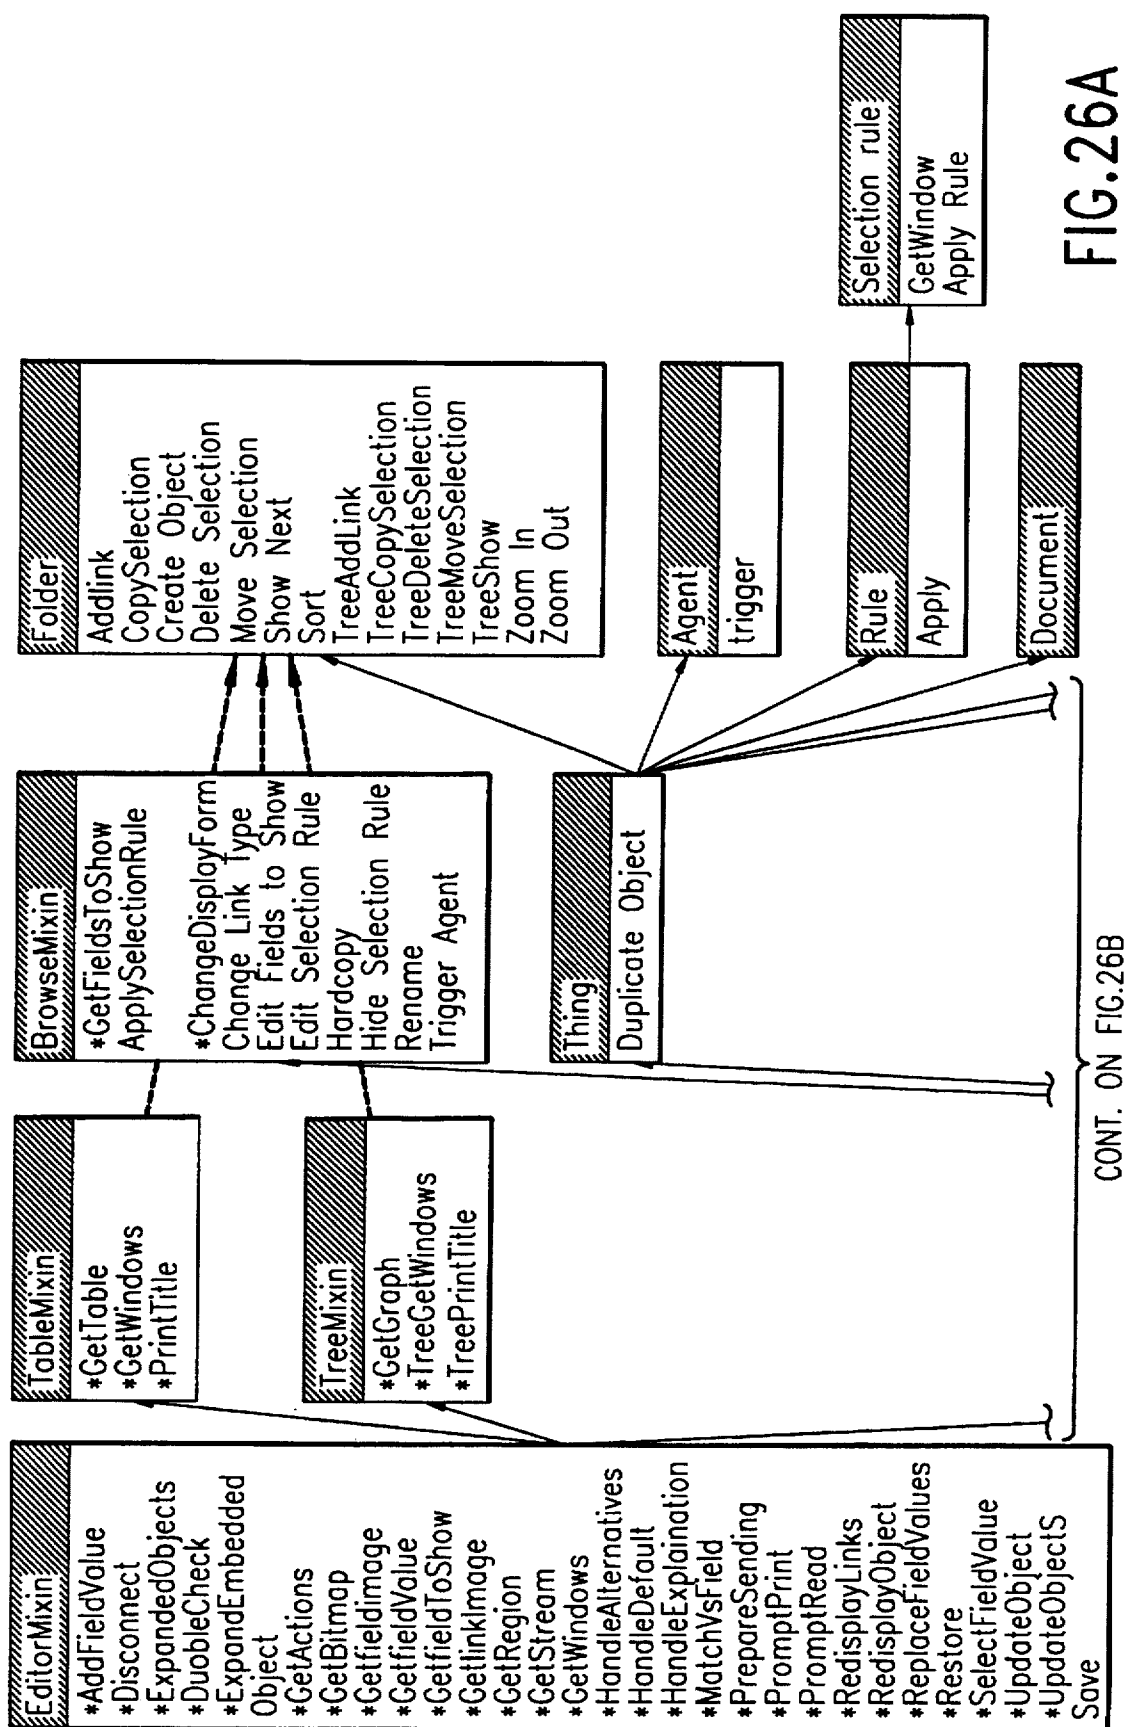 EditorMixin
*AddFieldValue
*Disconnect
*ExpandedObjects
*DuobleCheck
*ExpandEmbedded
Object
*GetActions
*GetBitmap
*Getfieldimage
*GetfieldValue
*GetfieldToShow
*GetlinkImage
*GetRegion
*GetStream
*GetWindows
*HandleAlternatives
*HandleDefault
*HandleExplaination
*MatchVsField
*PrepareSending
*PromptPrint
*PromptRead
*RedisplayLinks
*RedisplayObject
*ReplaceFieldValues
*Restore
*SelectFieldValue
*UpdateObject
*UpdateObjectS
Save
TableMixin
*GetTable
*GetWindows
*PrintTitle
TreeMixin
*GetGraph
*TreeGetWindows
*TreePrintTitle
BrowseMixin
*GetFieldsToShow
ApplySelectionRule
*ChangeDisplayForm
Change Link Type
Edit Fields to Show
Edit Selection Rule
Hardcopy
Hide Selection Rule
Rename
Trigger Agent
Thing
Duplicate Object
Folder
Addlink
CopySelection
Create Object
Delete Selection
Move Selection
Show Next
Sort
TreeAddLink
TreeCopySelection
TreeDeleteSelection
TreeMoveSelection
TreeShow
Zoom In
Zoom Out
Agent
trigger
Rule
Apply
Document
Selection rule
GetWindow
Apply Rule
CONT. ON FIG.26B
FIG.26A